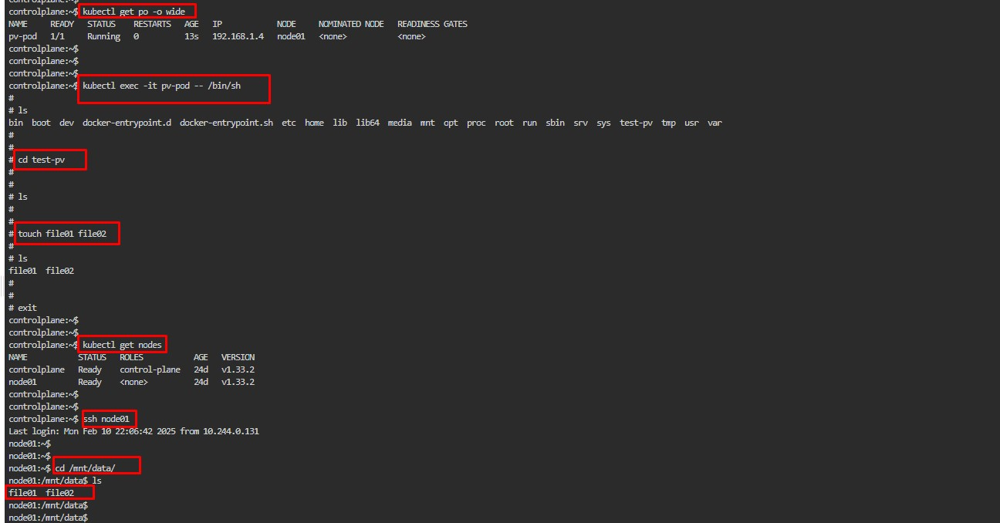 controlplane:~$
controlplane:~$ kubectl get po -o wide
NAME READY STATUS RESTARTS AGE IP NODE NOMINATED NODE READINESS GATES
pv-pod 1/1 Running 0 13s 192.168.1.4 node01 <none> <none>
controlplane:~$
controlplane:~$
controlplane:~$
controlplane:~$ kubectl exec -it pv-pod -- /bin/sh
#
# ls
bin boot dev docker-entrypoint.d docker-entrypoint.sh etc home lib lib64 media mnt opt proc root run sbin srv sys test-pv tmp usr var
#
#
# cd test-pv
#
#
# ls
#
#
# touch file01 file02
#
# ls
file01 file02
#
#
# exit
controlplane:~$
controlplane:~$
controlplane:~$ kubectl get nodes
NAME STATUS ROLES AGE VERSION
controlplane Ready control-plane 24d v1.33.2
node01 Ready <none> 24d v1.33.2
controlplane:~$
controlplane:~$
controlplane:~$ ssh node01
Last login: Mon Feb 10 22:06:42 2025 from 10.244.0.131
node01:~$
node01:~$
node01:~$ cd /mnt/data/
node01:/mnt/data$ ls
file01 file02
node01:/mnt/data$
node01:/mnt/data$